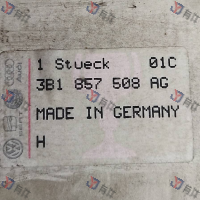 1 Stueck 01C
3B1 857 508 AG
MADE IN GERMANY
H